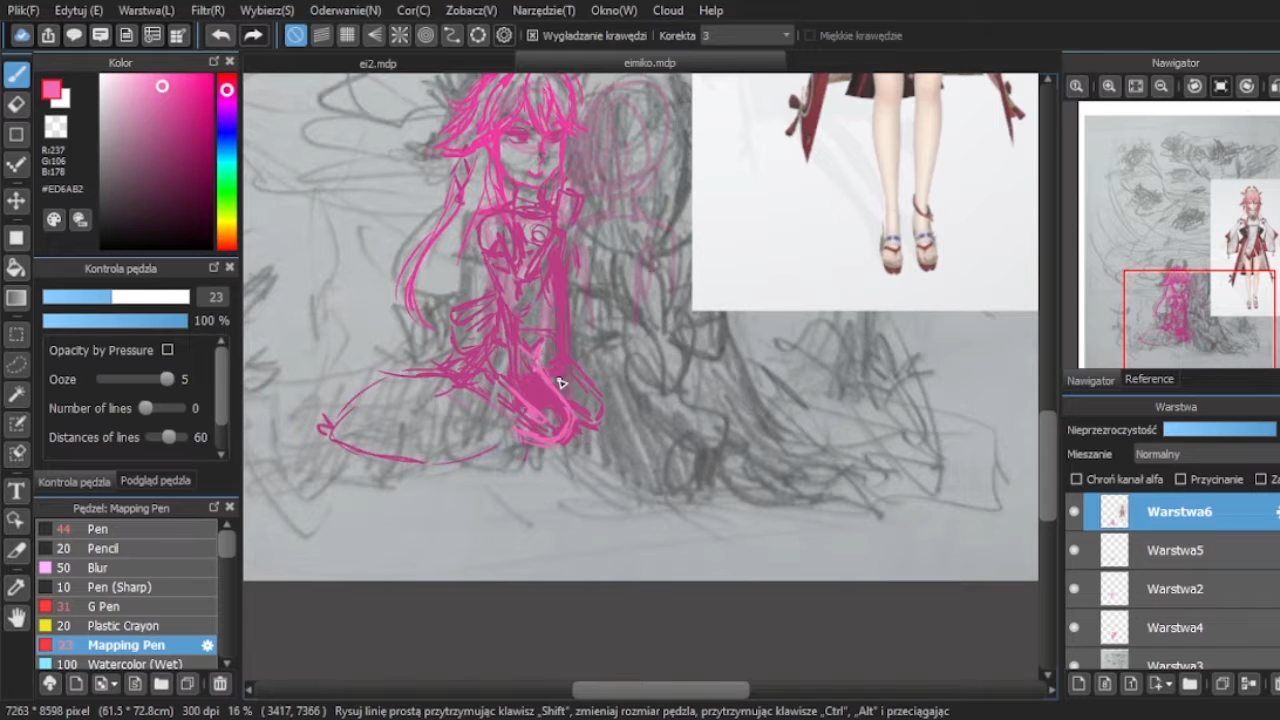 Plik(F) Edytuj (E) Warstwa(L) Filtr(R) Wybierz(S) Oderwanie(N) Cor(C) Zobacz(V) Narzędzie(T) Okno(W) Cloud Help
Wygładzanie krawędzi Korekta 3 Miękkie krawędzie
Kolor
ei2.mdp eimiko.mdp
Nawigator
R:237
G:106
B:178
#ED6AB2
Kontrola pędzla
23
100 %
Opacity by Pressure
Ooze 5
Number of lines 0
Distances of lines 60
Kontrola pędzla Podgląd pędzla
Pędzel: Mapping Pen
44 Pen
20 Pencil
50 Blur
10 Pen (Sharp)
31 G Pen
20 Plastic Crayon
23 Mapping Pen
100 Watercolor (Wet)
Nawigator Reference
Warstwa
Nieprzezroczystość
Mieszanie Normalny
Chroń kanał alfa Przycinanie
Warstwa6
Warstwa5
Warstwa2
Warstwa4
Warstwa3
7263 * 8598 pixel (61.5 * 72.8cm) 300 dpi 16 % ( 3417, 7366 ) Rysuj linię prostą przytrzymując klawisz „Shift", zmieniaj rozmiar pędzla, przytrzymując klawisze „Ctrl", „Alt" i przeciągając